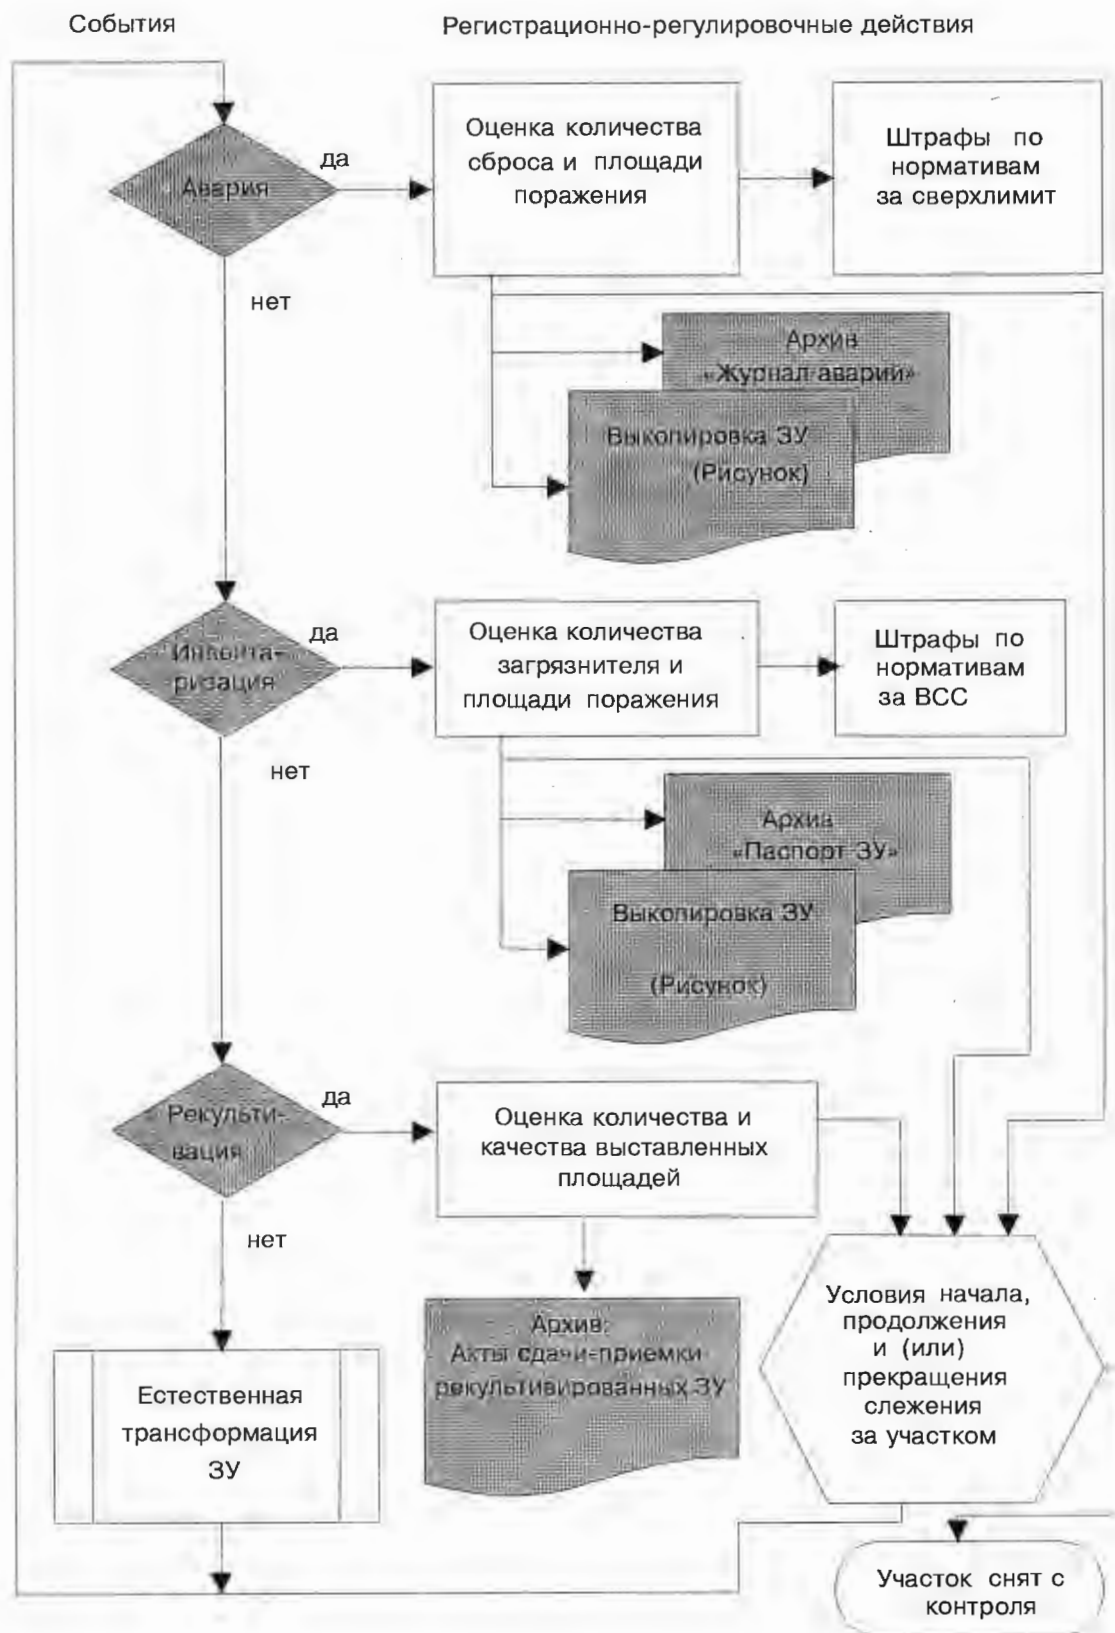 События
Регистрационно-регулировочные действия
Авария
да
нет
Оценка количества
сброса и площади
поражения
Штрафы по
нормативам
за сверхлимит
Архив
«Журнал аварий»
Выкопировка ЗУ
(Рисунок)
Инвента-
ризация
да
нет
Оценка количества
загрязнителя и
площади поражения
Штрафы по
нормативам
за ВСС
Архив
«Паспорт ЗУ»
Выкопировка ЗУ
(Рисунок)
Рекульти-
вация
да
нет
Оценка количества и
качества выставленных
площадей
Архив:
Акты сдачи-приемки
рекультивированных ЗУ
Условия начала,
продолжения
и (или)
прекращения
слежения
за участком
Естественная
трансформация
ЗУ
Участок снят с
контроля